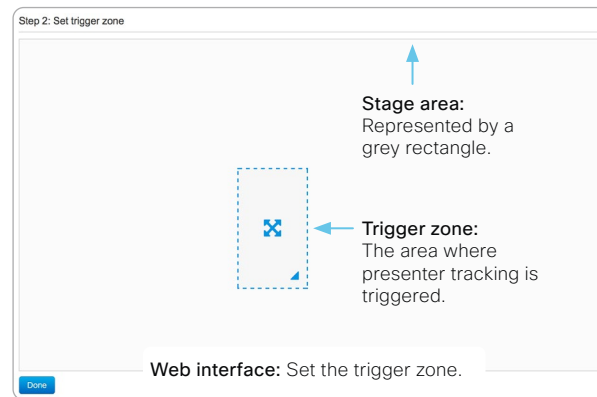 Step 2: Set trigger zone
Stage area:
Represented by a
grey rectangle.
Trigger zone:
The area where
presenter tracking is
triggered.
Web interface: Set the trigger zone.
Done